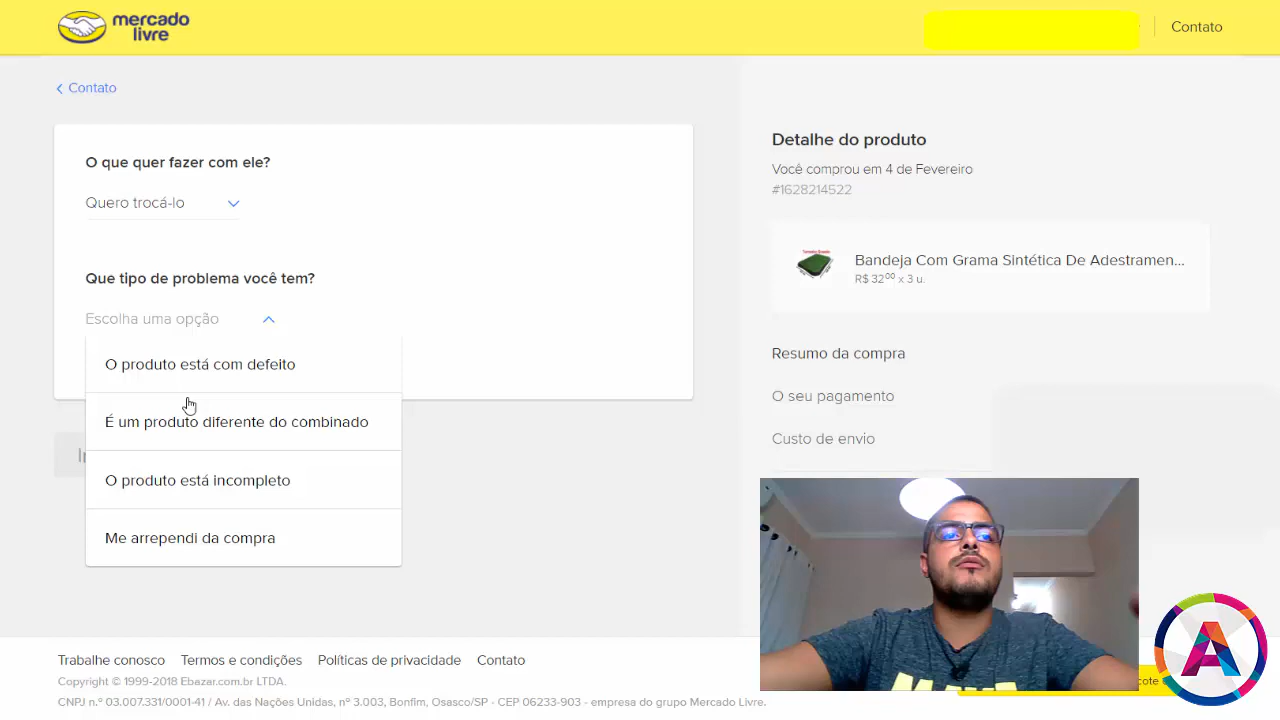 mercado
livre
Contato
Contato
O que quer fazer com ele?
Quero trocá-lo
Que tipo de problema você tem?
Escolha uma opção
O produto está com defeito
É um produto diferente do combinado
O produto está incompleto
Me arrependi da compra
Detalhe do produto
Você comprou em 4 de Fevereiro
#1628214522
Bandeja Com Grama Sintética De Adestramen...
R$ 32⁰⁰ x 3 u.
Resumo da compra
O seu pagamento
Custo de envio
A
Trabalhe conosco
Termos e condições
Políticas de privacidade
Contato
Copyright © 1999-2018 Ebazar.com.br LTDA.
CNPJ n.º 03.007.331/0001-41 / Av. das Nações Unidas, nº 3.003, Bonfim, Osasco/SP - CEP 06233-903 - empresa do grupo Mercado Livre.